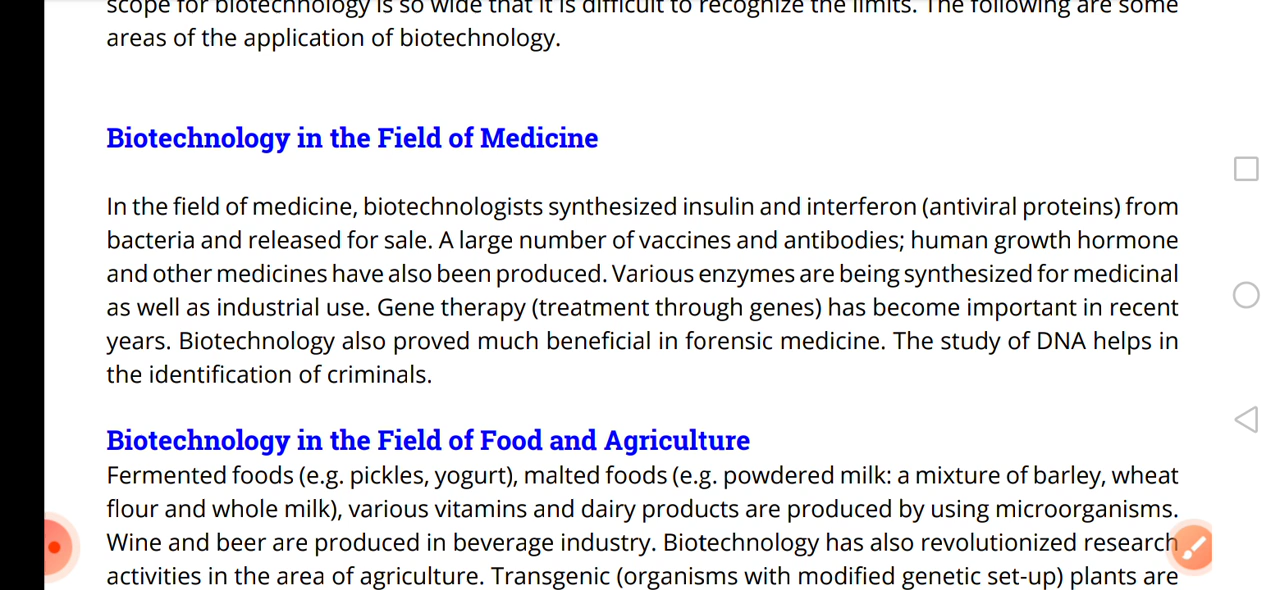 scope for biotechnology is so wide that it is difficult to recognize the limits. The following are some
areas of the application of biotechnology.
Biotechnology in the Field of Medicine
In the field of medicine, biotechnologists synthesized insulin and interferon (antiviral proteins) from
bacteria and released for sale. A large number of vaccines and antibodies; human growth hormone
and other medicines have also been produced. Various enzymes are being synthesized for medicinal
as well as industrial use. Gene therapy (treatment through genes) has become important in recent
years. Biotechnology also proved much beneficial in forensic medicine. The study of DNA helps in
the identification of criminals.
Biotechnology in the Field of Food and Agriculture
Fermented foods (e.g. pickles, yogurt), malted foods (e.g. powdered milk: a mixture of barley, wheat
flour and whole milk), various vitamins and dairy products are produced by using microorganisms.
Wine and beer are produced in beverage industry. Biotechnology has also revolutionized research
activities in the area of agriculture. Transgenic (organisms with modified genetic set-up) plants are